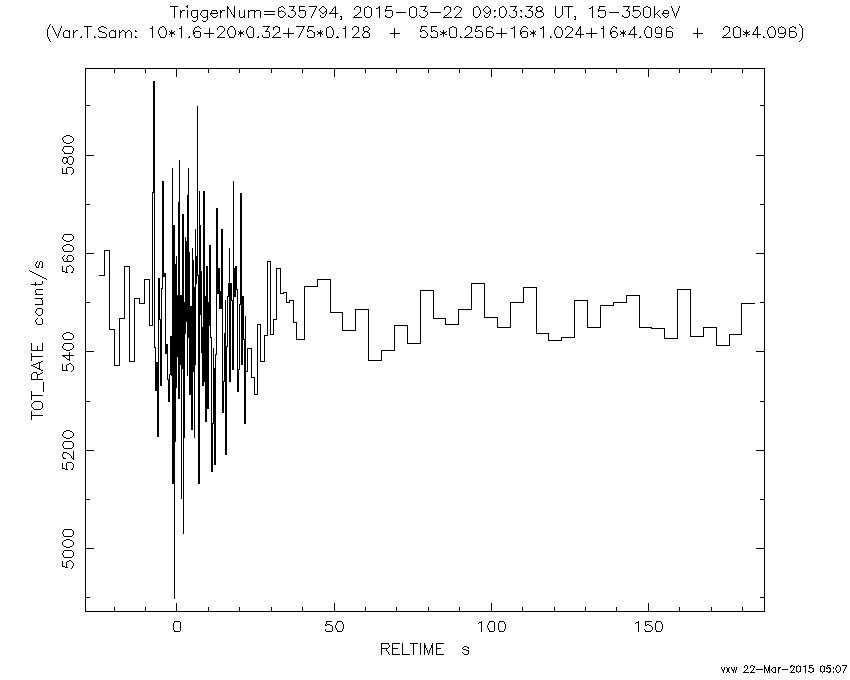 TriggerNum=635794, 2015-03-22 09:03:38 UT, 15-350keV
(Var.T.Sam: 10*1.6+20*0.32+75*0.128 + 55*0.256+16*1.024+16*4.096 + 20*4.096)
TOT_RATE count/s
5800
5600
5400
5200
5000
0 50 100 150
RELTIME s
vxw 22-Mar-2015 05:07